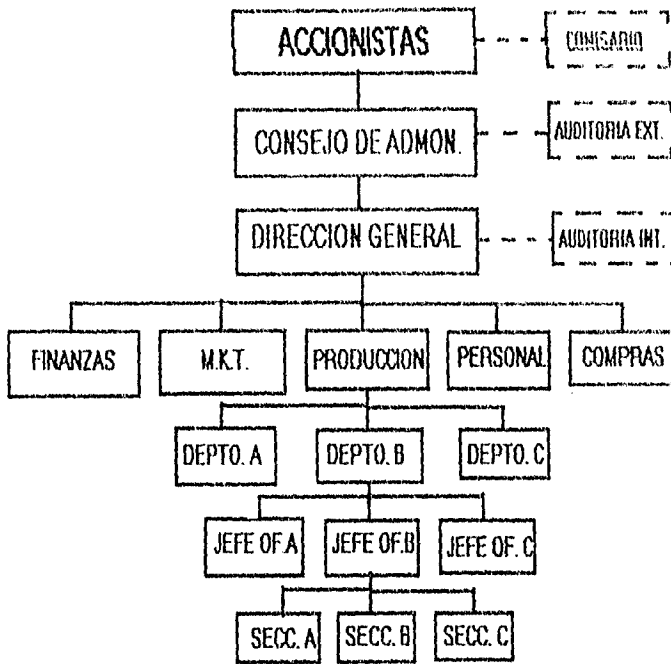 ACCIONISTAS
COMISARIO
CONSEJO DE ADMON.
AUDITORIA EXT.
DIRECCION GENERAL
AUDITORIA INT.
FINANZAS
M.K.T.
PRODUCCION
PERSONAL
COMPRAS
DEPTO. A
DEPTO. B
DEPTO. C
JEFE OF.A
JEFE OF.B
JEFE OF. C
SECC. A
SECC. B
SECC. C